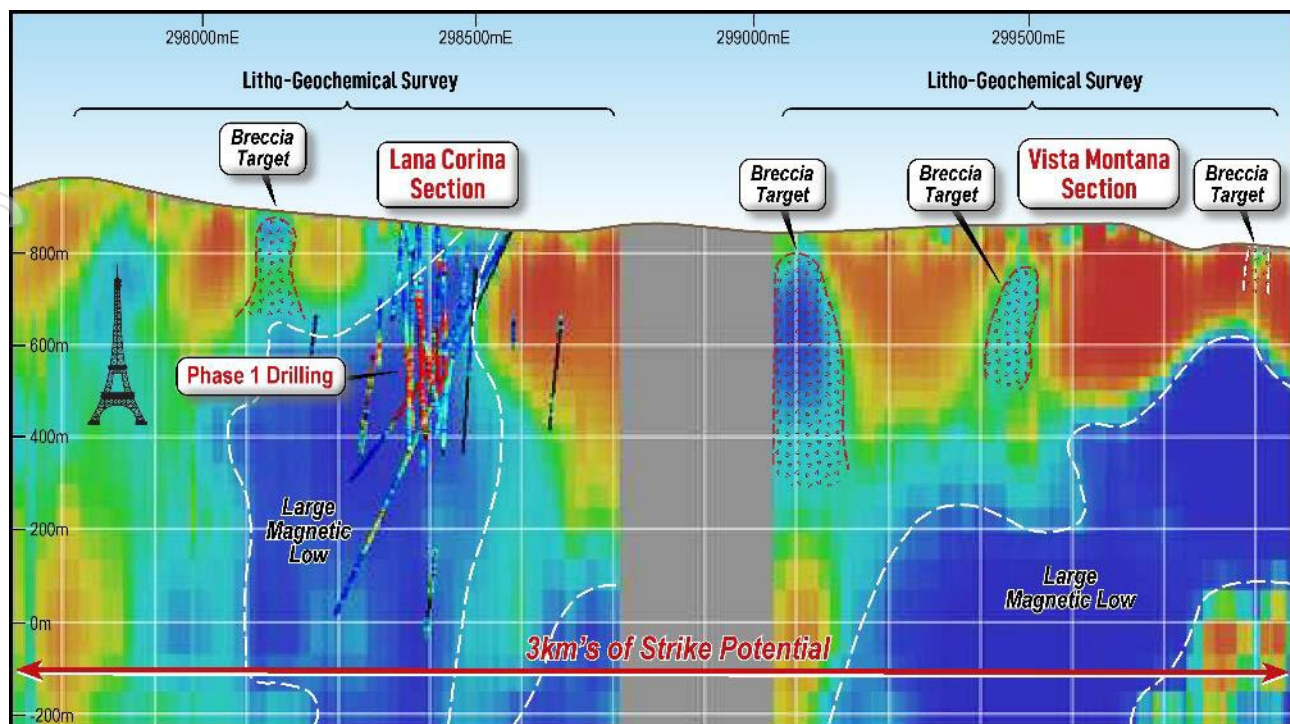 298000mE
298500mE
299000mE
299500mE
Litho-Geochemical Survey
Litho-Geochemical Survey
Breccia
Target
Lana Corina
Section
Breccia
Target
Breccia
Target
Vista Montana
Section
Breccia
Target
800m
600m
Phase 1 Drilling
400m
Large
Magnetic
Low
200m
Large
Magnetic Low
0m
3km's of Strike Potential
-200m